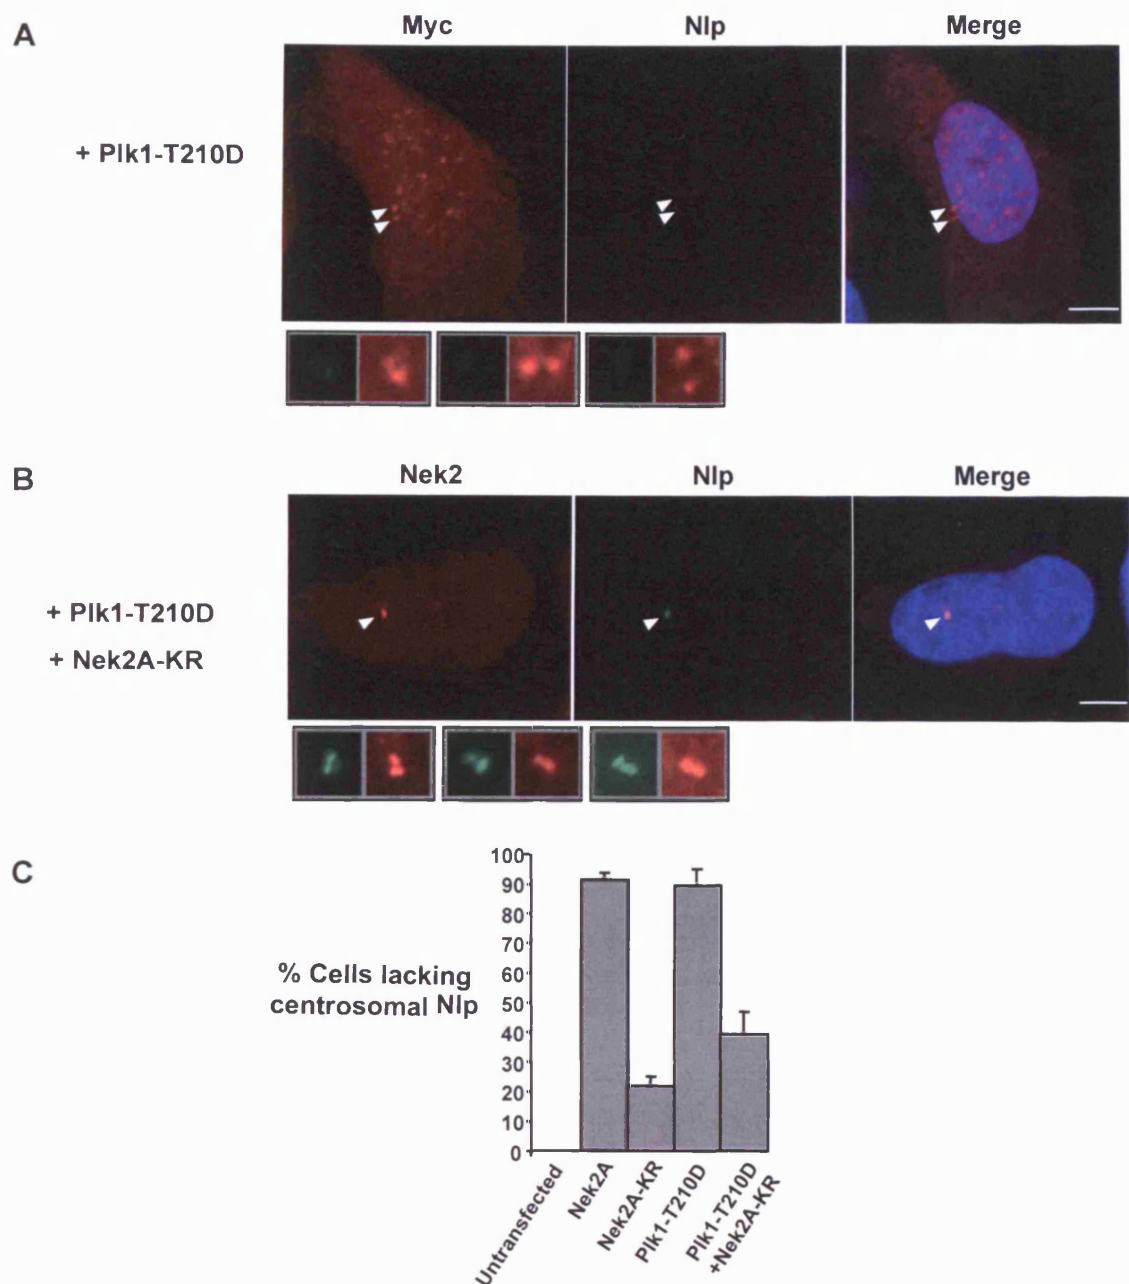 A
Myc
Nlp
Merge
+ Plk1-T210D
B
Nek2
Nlp
Merge
+ Plk1-T210D
+ Nek2A-KR
C
% Cells lacking
centrosomal Nlp
100
90
80
70
60
50
40
30
20
10
0
Untransfected
Nek2A
Nek2A-KR
Plk1-T210D
Plk1-T210D
+Nek2A-KR